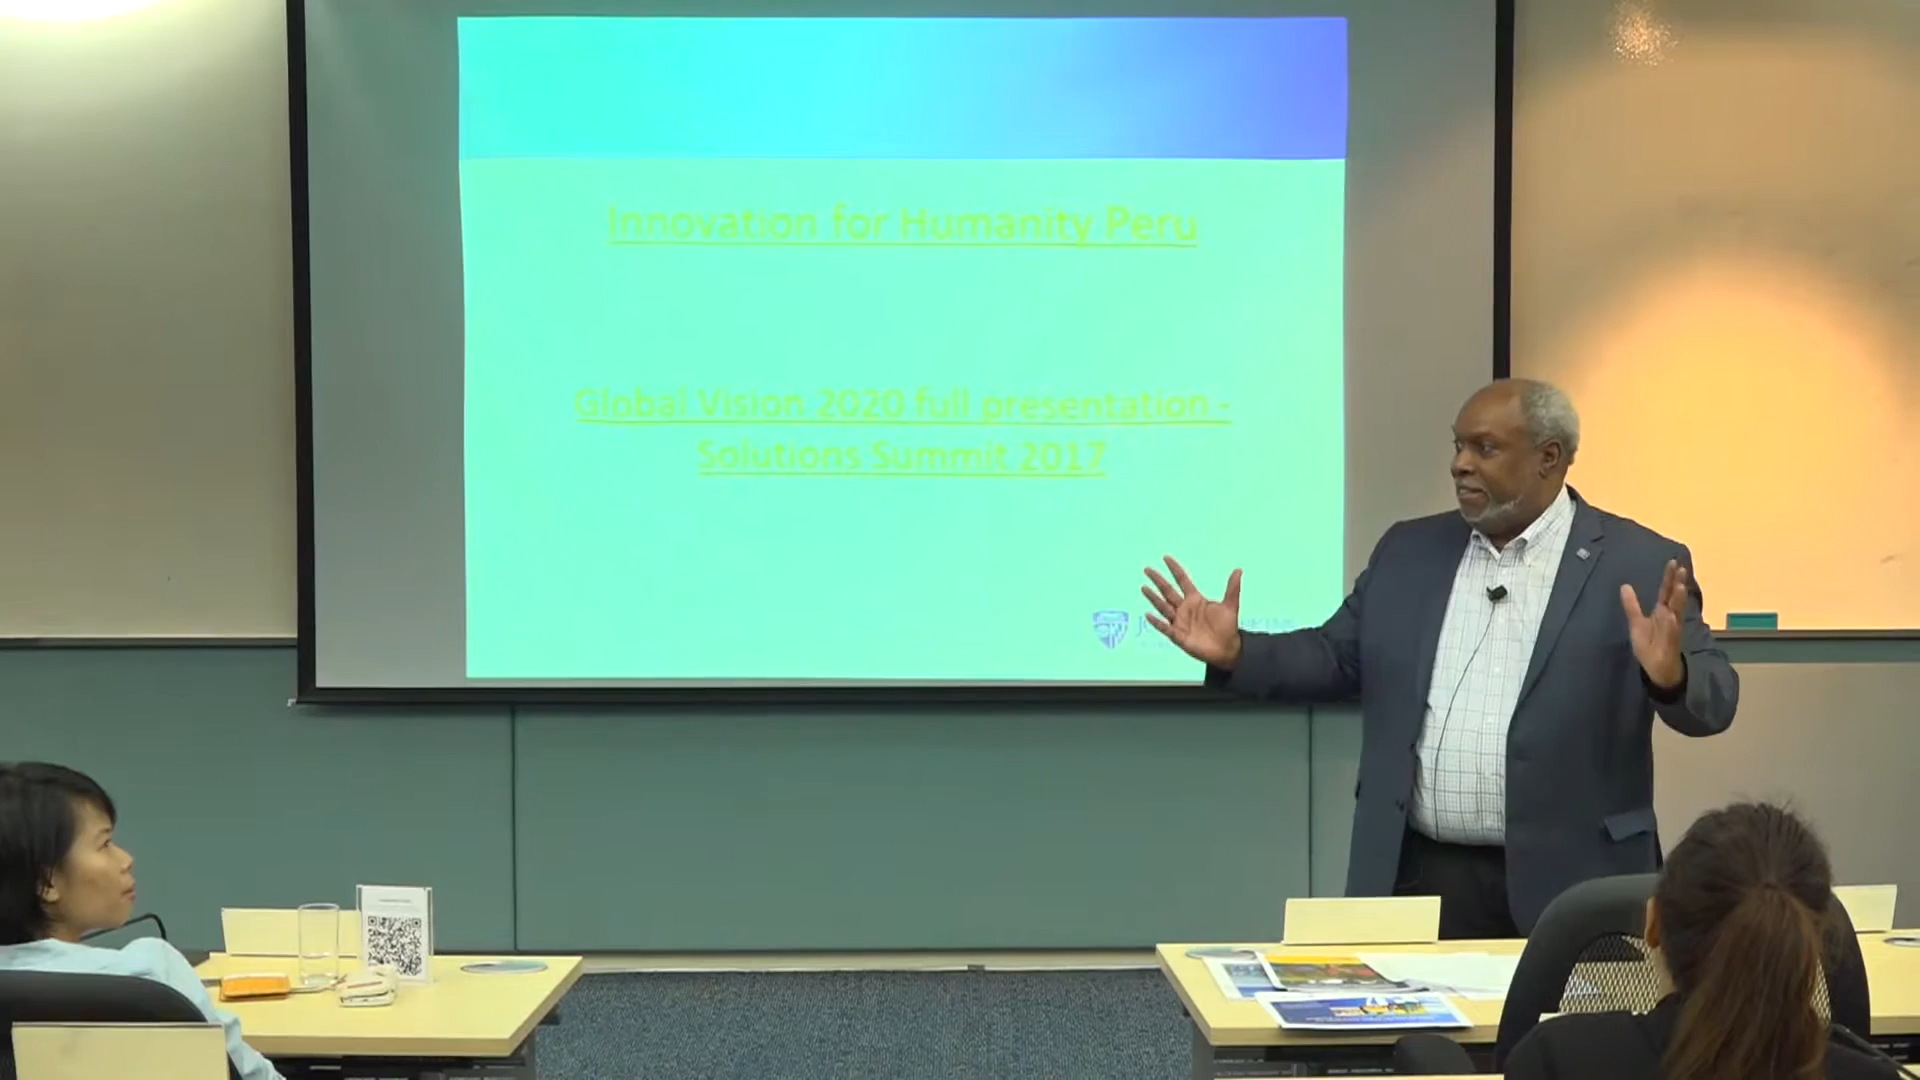 Innovation for Humanity Peru
Global Vision 2020 full presentation -
Solutions Summit 2017